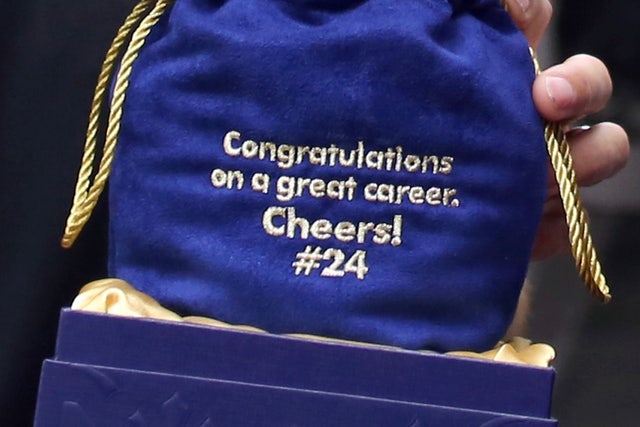 Congratulations
on a great career.
Cheers!
#24